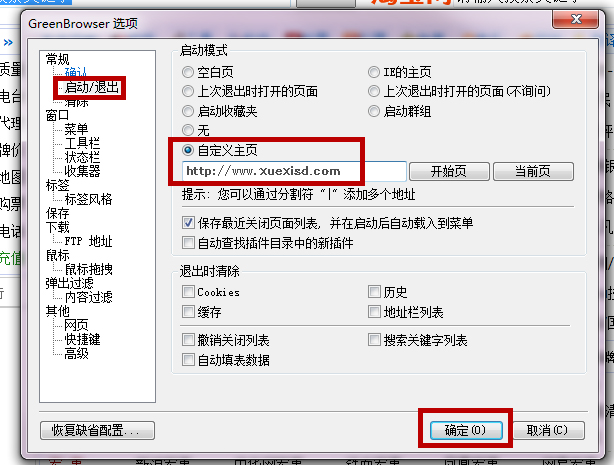 GreenBrowser 选项
常规
确认
启动/退出
清除
窗口
菜单
工具栏
状态栏
收集器
标签
标签风格
保存
下载
FTP 地址
鼠标
鼠标拖拽
弹出过滤
内容过滤
其他
网页
快捷键
高级
启动模式
空白页
IE的主页
上次退出时打开的页面
上次退出时打开的页面(不询问)
启动收藏夹
启动群组
无
自定义主页
http://www.xuexisd.com
开始页
当前页
提示: 您可以通过分割符 "|" 添加多个地址
保存最近关闭页面列表，并在启动后自动载入到菜单
自动查找插件目录中的新插件
退出时清除
Cookies
历史
缓存
地址栏列表
撤销关闭列表
搜索关键字列表
自动填表数据
恢复缺省配置...
确定(O)
取消(C)